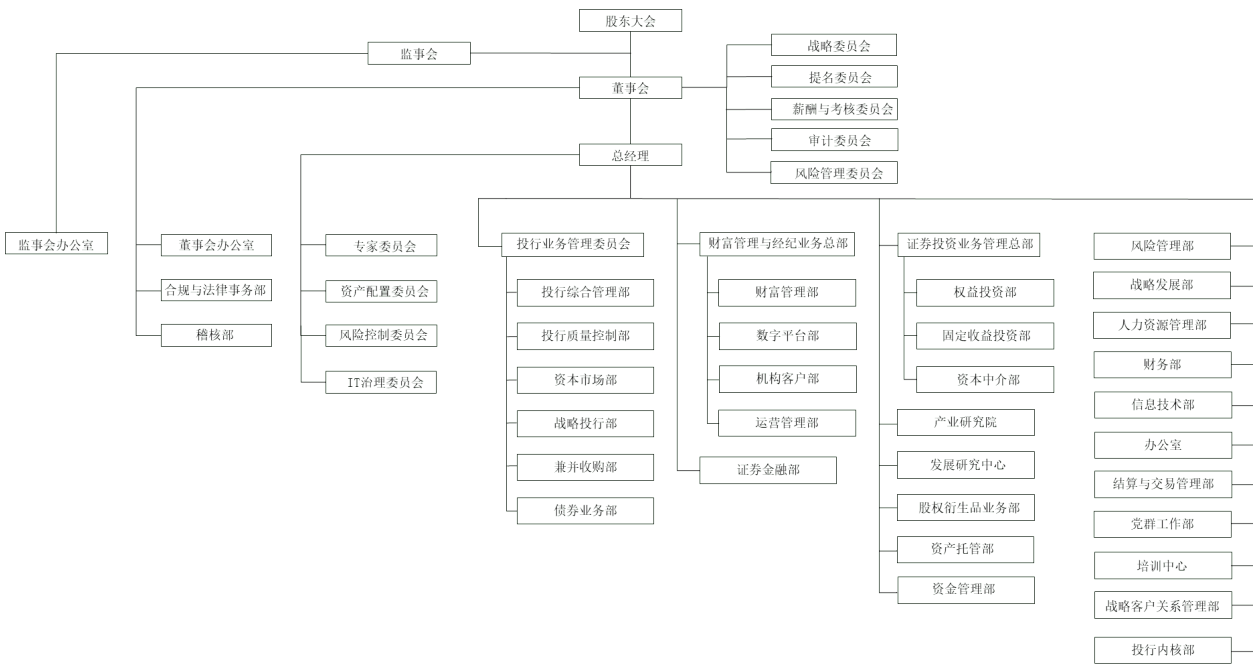 股东大会
监事会
战略委员会
提名委员会
董事会
薪酬与考核委员会
审计委员会
总经理
风险管理委员会
监事会办公室
董事会办公室
合规与法律事务部
稽核部
专家委员会
资产配置委员会
风险控制委员会
IT治理委员会
投行业务管理委员会
投行综合管理部
投行质量控制部
资本市场部
战略投行部
兼并收购部
债券业务部
财富管理与经纪业务总部
财富管理部
数字平台部
机构客户部
运营管理部
证券金融部
证券投资业务管理总部
权益投资部
固定收益投资部
资本中介部
产业研究院
发展研究中心
股权衍生品业务部
资产托管部
资金管理部
风险管理部
战略发展部
人力资源管理部
财务部
信息技术部
办公室
结算与交易管理部
党群工作部
培训中心
战略客户关系管理部
投行内核部